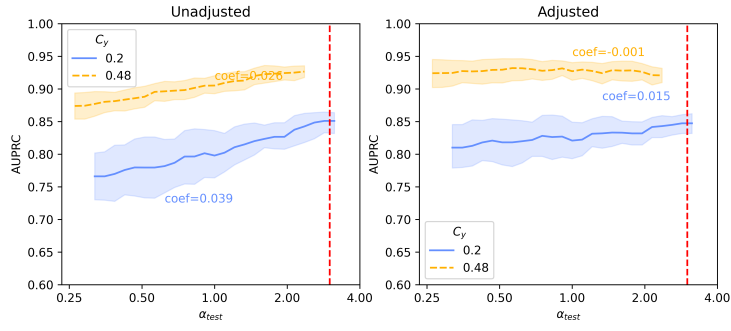 Unadjusted
1.00
0.95
0.90
0.85
0.80
0.75
0.70
0.65
0.60
AUPRC
C_y
0.2
0.48
coef=0.026
coef=0.039
0.25
0.50
1.00
2.00
4.00
α_test
Adjusted
1.00
0.95
0.90
0.85
0.80
0.75
0.70
0.65
0.60
AUPRC
coef=-0.001
coef=0.015
C_y
0.2
0.48
0.25
0.50
1.00
2.00
4.00
α_test